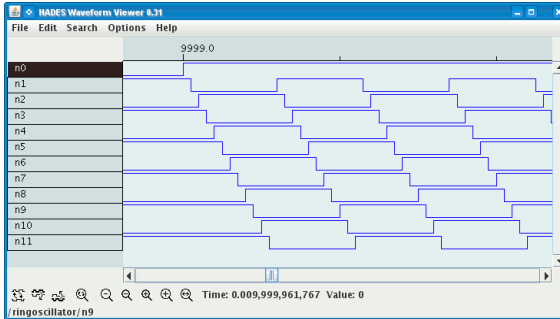 HADES Waveform Viewer 0.31
File Edit Search Options Help
9999.0
n0
n1
n2
n3
n4
n5
n6
n7
n8
n9
n10
n11
Time: 0.009,999,961,767 Value: 0
/ringoscillator/n9